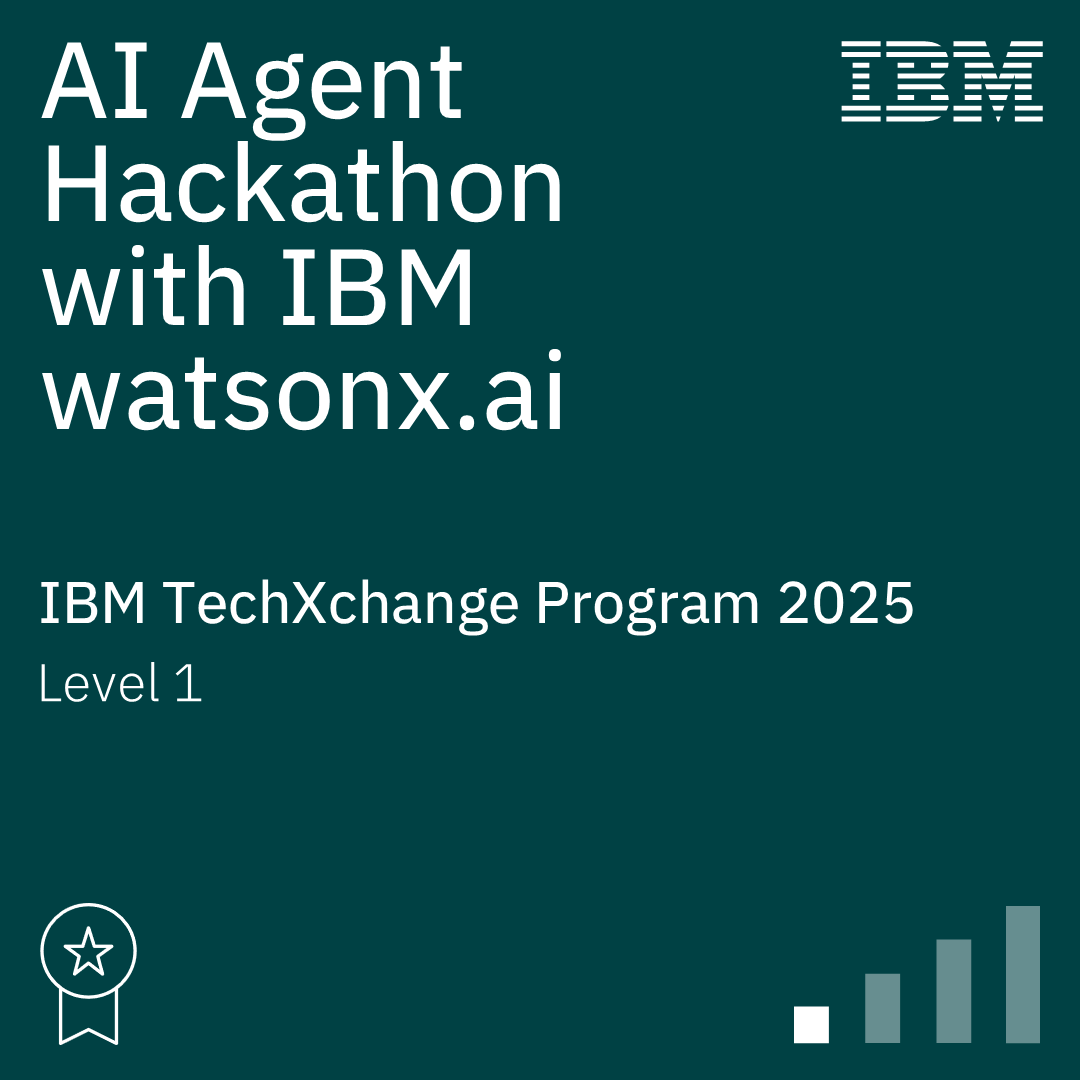 AI Agent
Hackathon
with IBM
watsonx.ai
IBM
IBM TechXchange Program 2025
Level 1